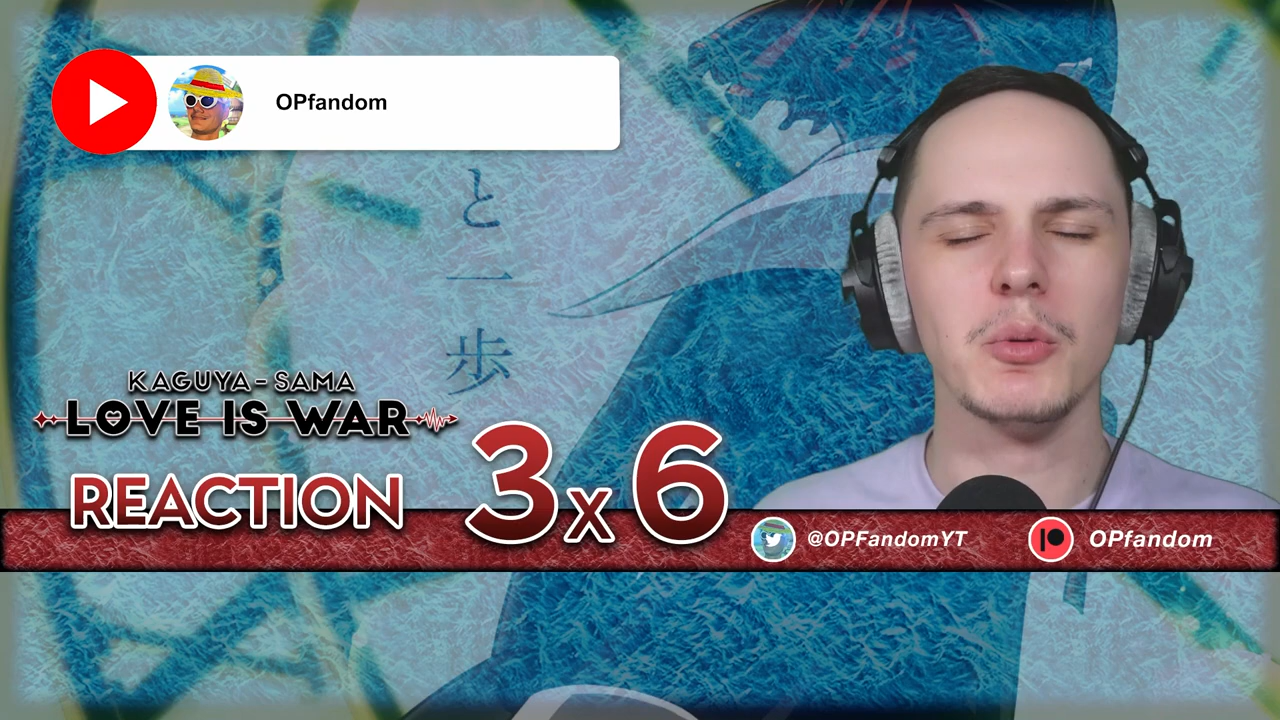 OPfandom
と一歩
KAGUYA-SAMA
LOVE IS WAR
REACTION
3x6
@OPFandomYT
OPfandom